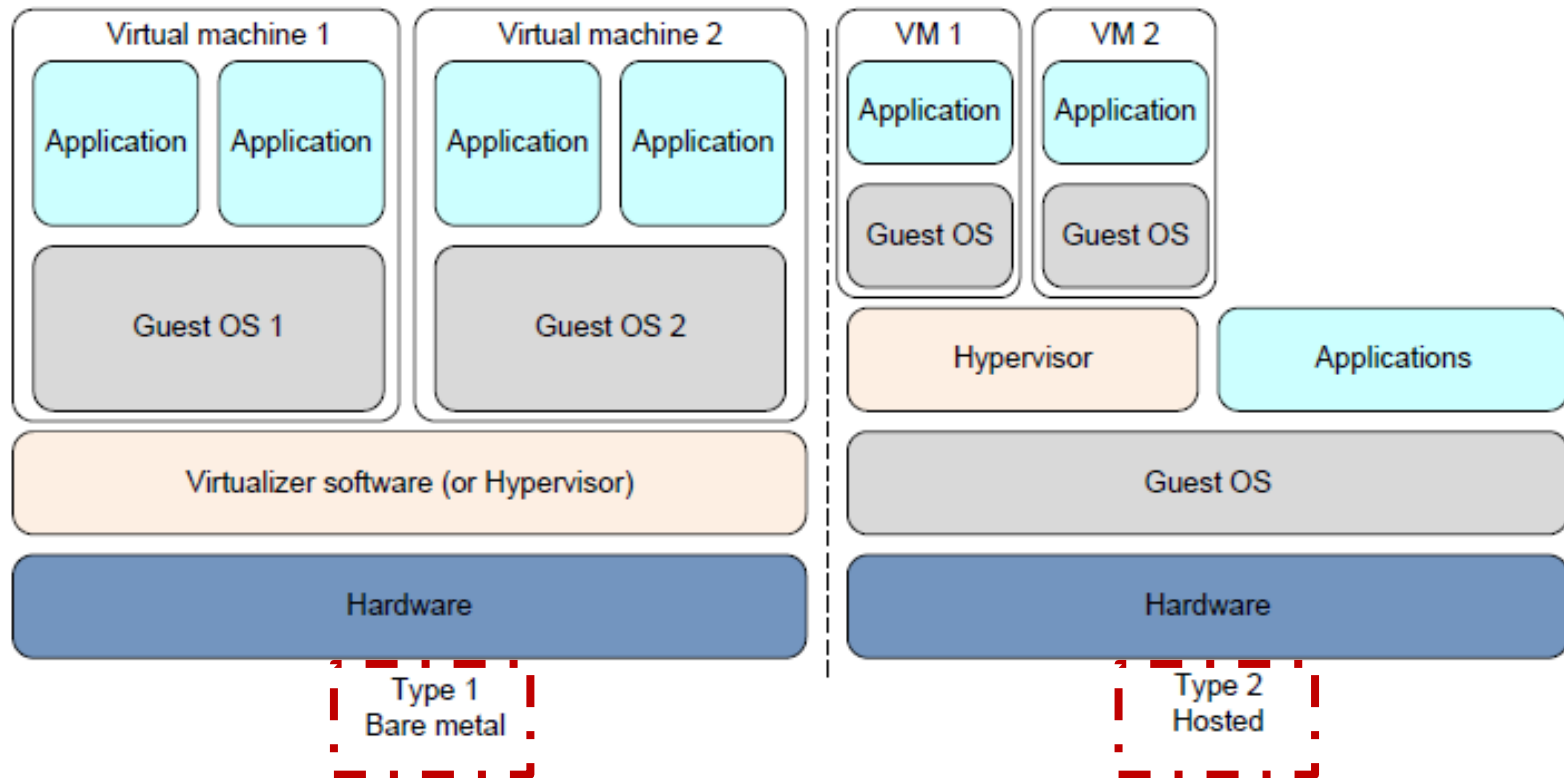 Virtual machine 1
Application
Application
Guest OS 1
Virtual machine 2
Application
Application
Guest OS 2
Virtualizer software (or Hypervisor)
Hardware
Type 1
Bare metal
VM 1
Application
Guest OS
VM 2
Application
Guest OS
Hypervisor
Applications
Guest OS
Hardware
Type 2
Hosted